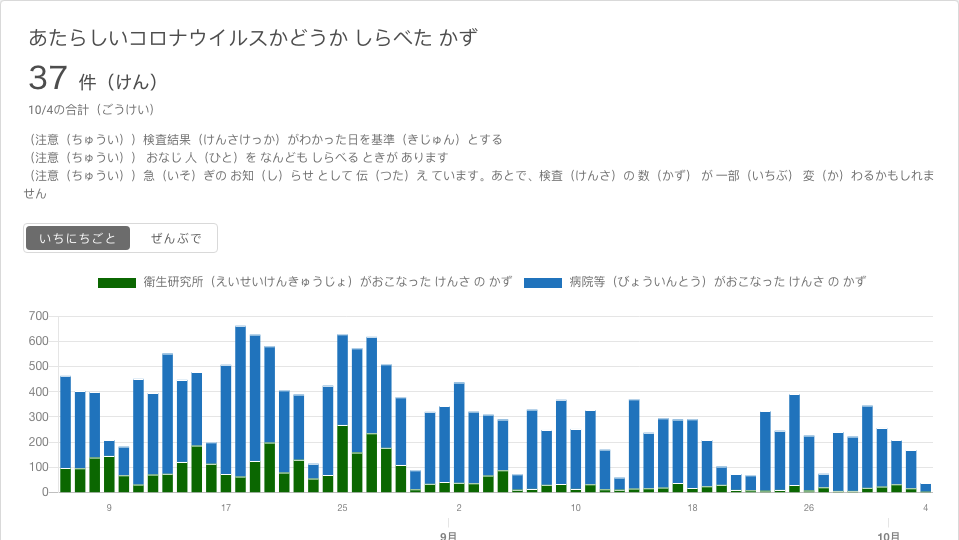 あたらしいコロナウイルスかどうか しらべた かず
37 件（けん）
10/4の合計（ごうけい）
（注意（ちゅうい））検査結果（けんさけっか）がわかった日を基準（きじゅん）とする
（注意（ちゅうい）） おなじ 人（ひと）を なんども しらべる ときが あります
（注意（ちゅうい））急（いそ）ぎの お知（し）らせ として 伝（つた）え ています。あとで、検査（けんさ）の 数（かず） が 一部（いちぶ） 変（か）わるかもしれま
せん
いちにちごと ぜんぶで
衛生研究所（えいせいけんきゅうじょ）がおこなった けんさ の かず 病院等（びょういんとう）がおこなった けんさ の かず
700
600
500
400
300
200
100
0
9 17 25 2 10 18 26 4
9月 10月